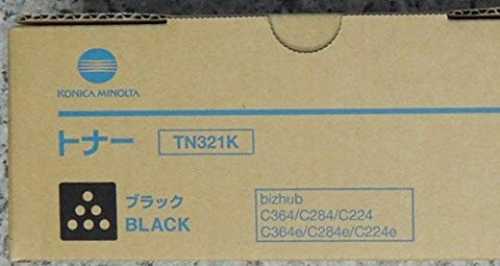 KONICA MINOLTA
トナー TN321K
ブラック
BLACK
bizhub
C364/C284/C224
C364e/C284e/C224e